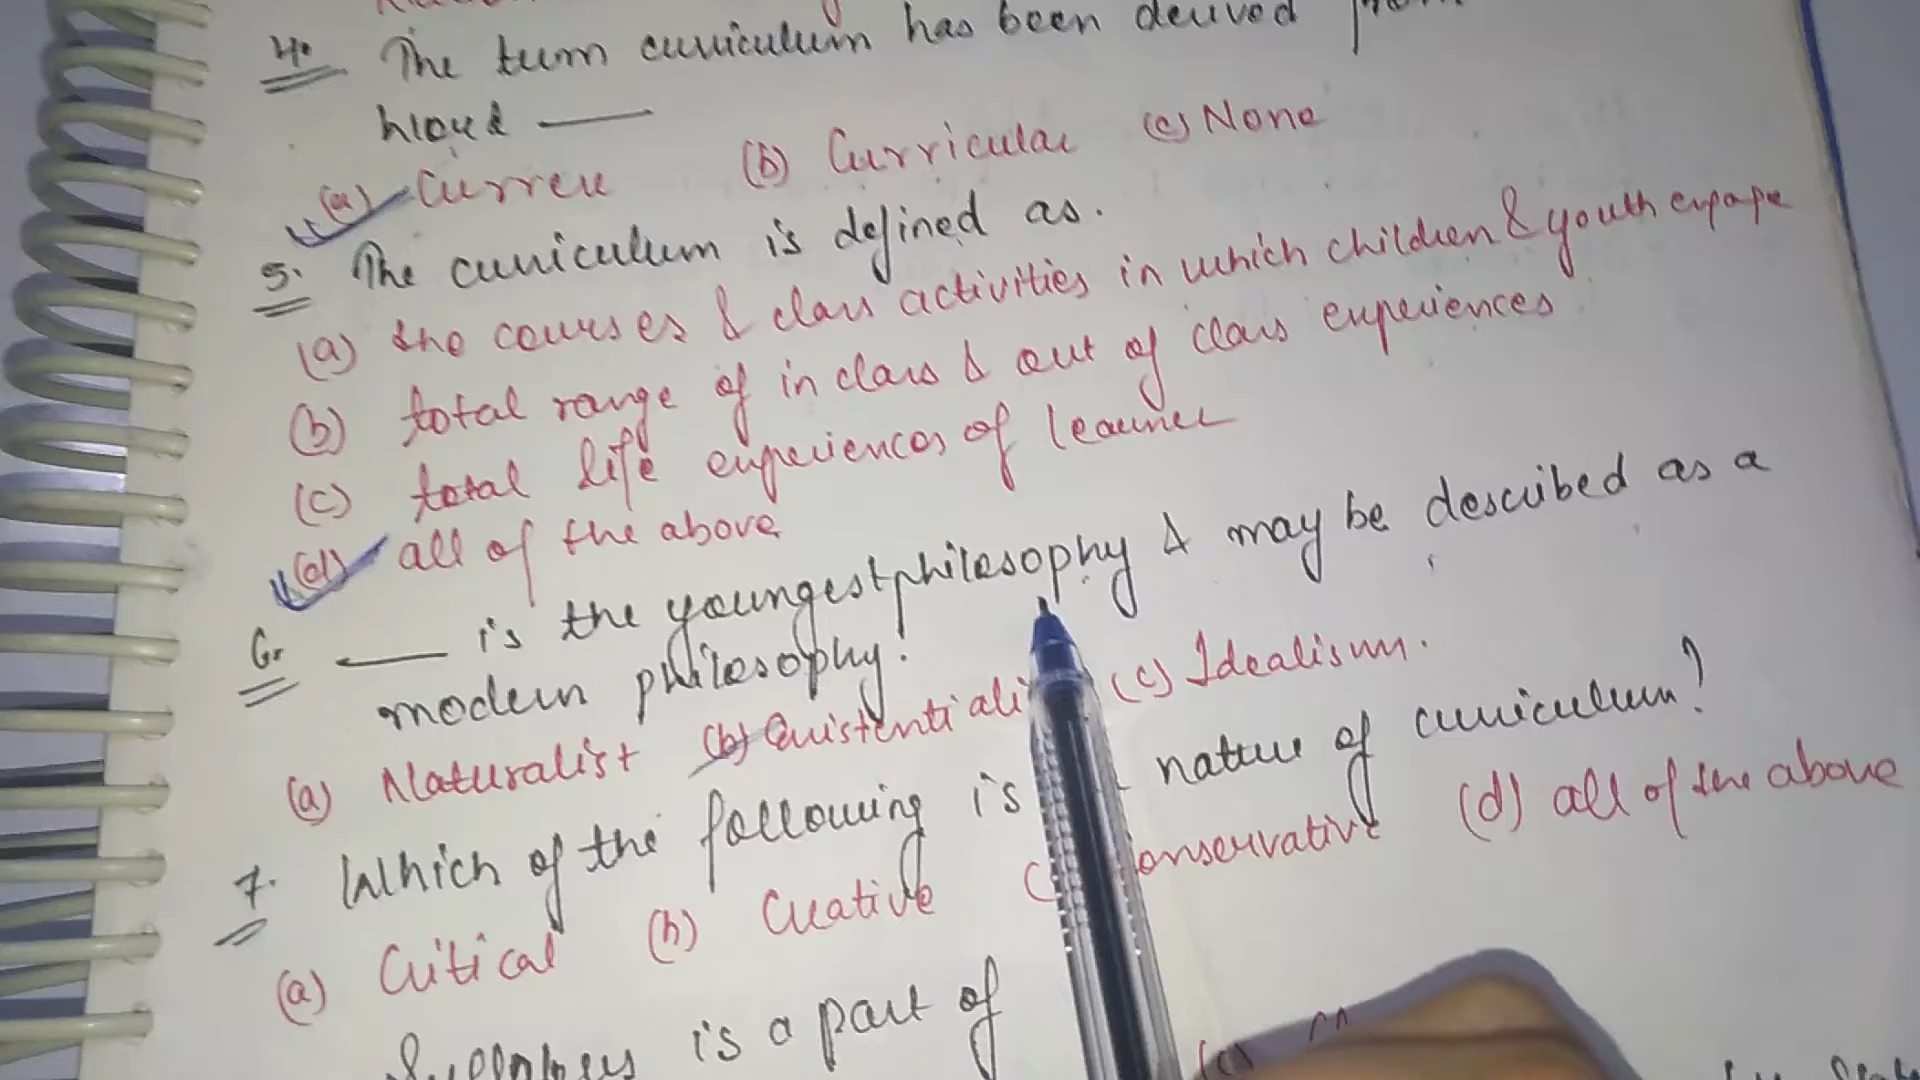 4. The term curriculum has been derived from
word ———
(a) Curreu (b) Curricular (c) None
5. The curriculum is defined as.
(a) the courses & class activities in which children & youth engage
(b) total range of in class & out of class experiences
(c) total life experiences of learner
(d) all of the above
6. ——— is the youngest philosophy & may be described as a
modern philosophy!
(a) Naturalist (b) Existentiali (c) Idealism.
7. Which of the following is nature of curriculum?
(a) Critical (b) Creative (c) onservative (d) all of the above
Syllabus is a part of
(c)